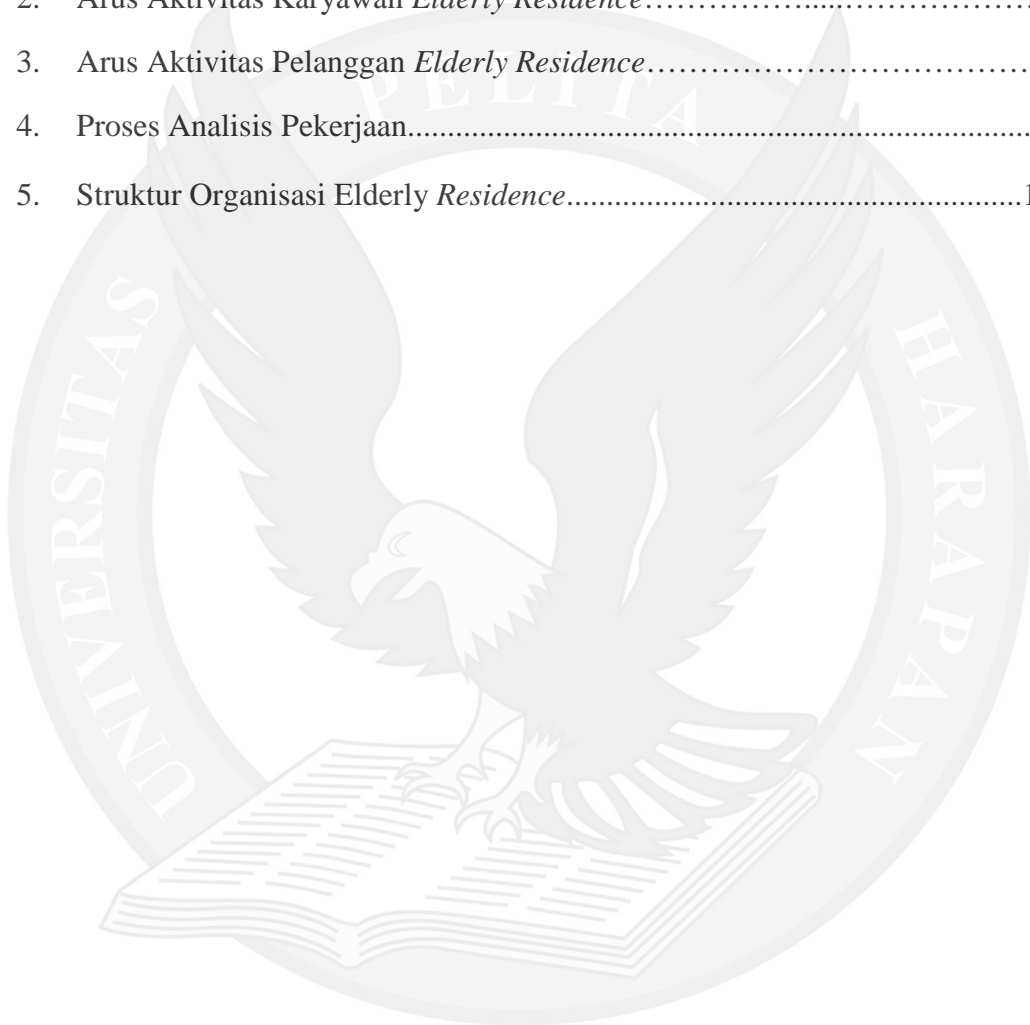 2. Arus Aktivitas Karyawan Elderly Residence……………....………………
3. Arus Aktivitas Pelanggan Elderly Residence………………………………
4. Proses Analisis Pekerjaan...............................................................................
5. Struktur Organisasi Elderly Residence.........................................................1
UNIVERSITAS PELITA HARAPAN